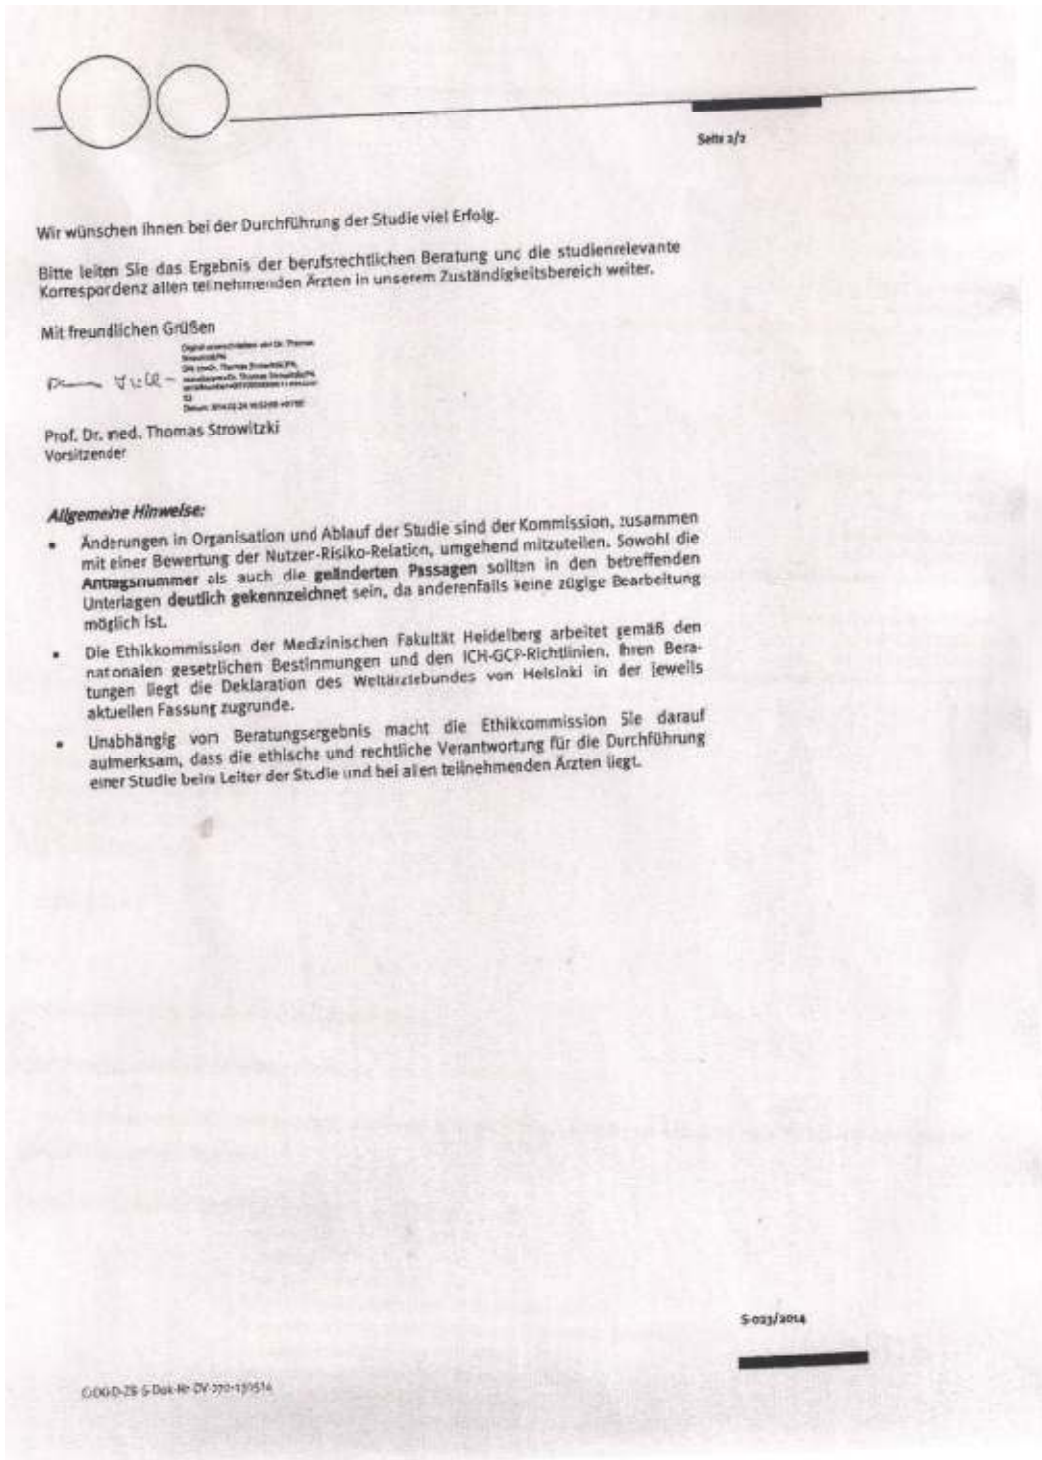 Seite 2/2
Wir wünschen Ihnen bei der Durchführung der Studie viel Erfolg.
Bitte leiten Sie das Ergebnis der berufsrechtlichen Beratung und die studienrelevante
Korrespondenz allen teilnehmenden Ärzten in unserem Zuständigkeitsbereich weiter.
Mit freundlichen Grüßen
Digital unterschrieben von Dr. Thomas
Prof. Dr. med. Thomas Strowitzki
Vorsitzender
Allgemeine Hinweise:
• Änderungen in Organisation und Ablauf der Studie sind der Kommission, zusammen
mit einer Bewertung der Nutzer-Risiko-Relation, umgehend mitzuteilen. Sowohl die
Antragsnummer als auch die geänderten Passagen sollten in den betreffenden
Unterlagen deutlich gekennzeichnet sein, da anderenfalls keine zügige Bearbeitung
möglich ist.
• Die Ethikkommission der Medizinischen Fakultät Heidelberg arbeitet gemäß den
nationalen gesetzlichen Bestimmungen und den ICH-GCP-Richtlinien. Ihren Bera-
tungen liegt die Deklaration des Weltärztebundes von Helsinki in der jeweils
aktuellen Fassung zugrunde.
• Unabhängig vom Beratungsergebnis macht die Ethikkommission Sie darauf
aufmerksam, dass die ethische und rechtliche Verantwortung für die Durchführung
einer Studie beim Leiter der Studie und bei allen teilnehmenden Ärzten liegt.
S-023/2014